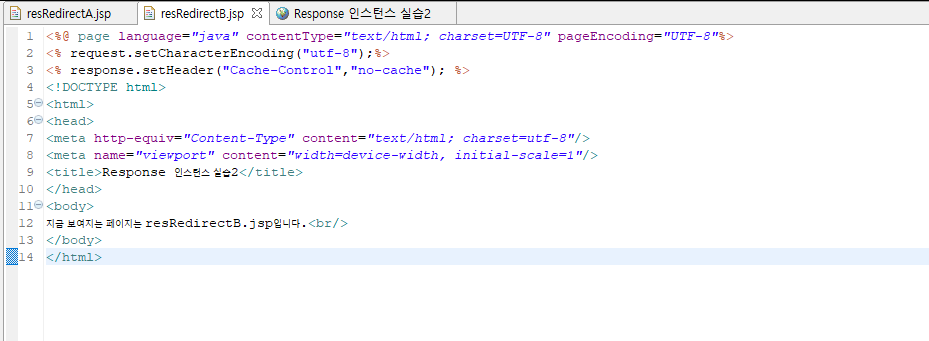 resRedirectA.jsp resRedirectB.jsp Response 인스턴스 실습2
1 <%@ page language="java" contentType="text/html; charset=UTF-8" pageEncoding="UTF-8"%>
2 <% request.setCharacterEncoding("utf-8");%>
3 <% response.setHeader("Cache-Control","no-cache"); %>
4 <!DOCTYPE html>
5 <html>
6 <head>
7 <meta http-equiv="Content-Type" content="text/html; charset=utf-8"/>
8 <meta name="viewport" content="width=device-width, initial-scale=1"/>
9 <title>Response 인스턴스 실습2</title>
10 </head>
11 <body>
12 지금 보여지는 페이지는 resRedirectB.jsp입니다.<br/>
13 </body>
14 </html>